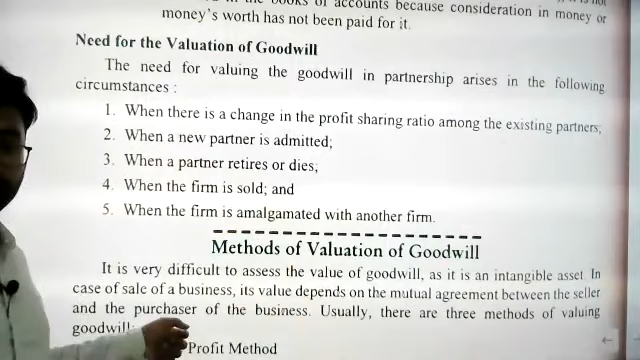 accounts because consideration in money or
money's worth has not been paid for it.
Need for the Valuation of Goodwill
The need for valuing the goodwill in partnership arises in the following
circumstances :
1. When there is a change in the profit sharing ratio among the existing partners;
2. When a new partner is admitted;
3. When a partner retires or dies;
4. When the firm is sold; and
5. When the firm is amalgamated with another firm.
Methods of Valuation of Goodwill
It is very difficult to assess the value of goodwill, as it is an intangible asset. In
case of sale of a business, its value depends on the mutual agreement between the seller
and the purchaser of the business. Usually, there are three methods of valuing
goodwill:
Profit Method